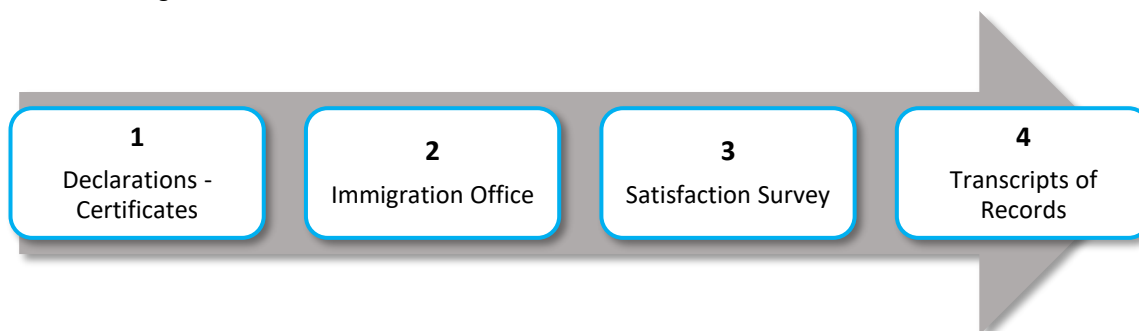 1
Declarations -
Certificates
2
Immigration Office
3
Satisfaction Survey
4
Transcripts of
Records